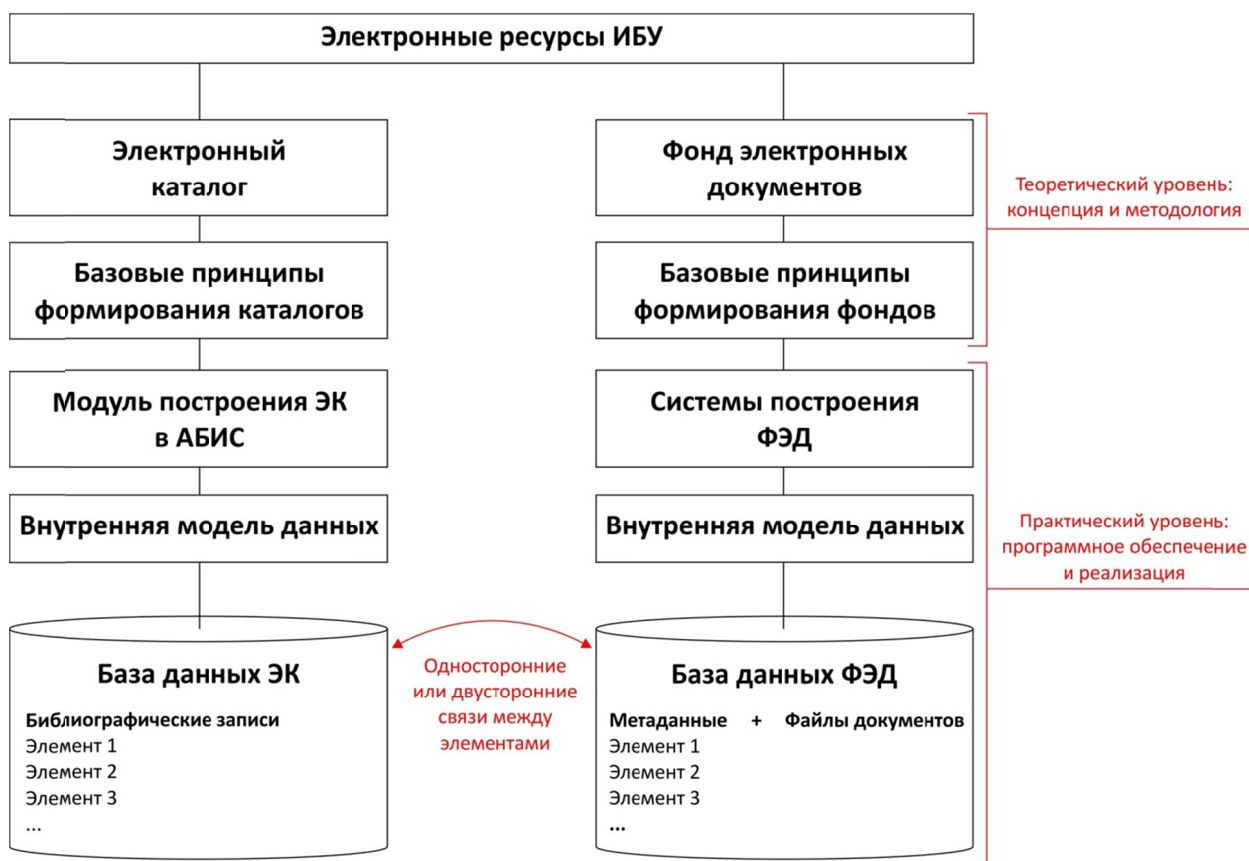 Электронные ресурсы ИБУ
Электронный
каталог
Фонд электронных
документов
Теоретический уровень:
концепция и методология
Базовые принципы
формирования каталогов
Базовые принципы
формирования фондов
Модуль построения ЭК
в АБИС
Системы построения
ФЭД
Внутренняя модель данных
Внутренняя модель данных
Практический уровень:
программное обеспечение
и реализация
База данных ЭК
Библиографические записи
Элемент 1
Элемент 2
Элемент 3
...
Односторонние
или двусторонние
связи между
элементами
База данных ФЭД
Метаданные + Файлы документов
Элемент 1
Элемент 2
Элемент 3
...